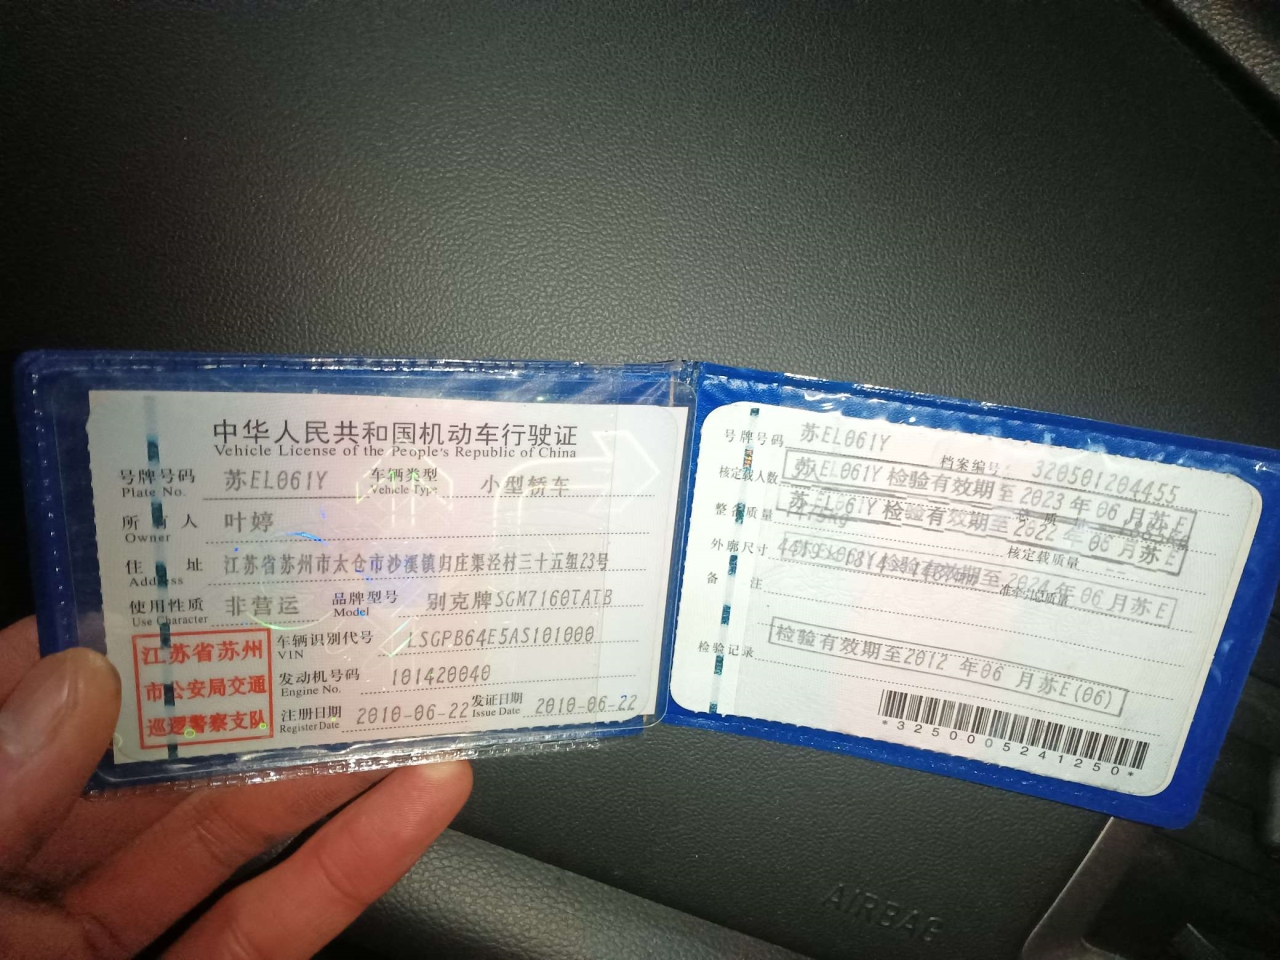 中华人民共和国机动车行驶证
Vehicle License of the People's Republic of China
号牌号码 苏EL061Y 车辆类型 小型轿车
Plate No. Vehicle Type
所有人 叶婷
Owner
住址 江苏省苏州市太仓市沙溪镇归庄渠泾村三十五组23号
Address
使用性质 非营运 品牌型号 别克牌SGM7160TATB
Use Character Model
江苏省苏州
市公安局交通
巡逻警察支队
车辆识别代号 LSGPB64E5AS101000
VIN
发动机号码 101420040
Engine No.
注册日期 2010-06-22 发证日期 2010-06-22
Register Date Issue Date
号牌号码 苏EL061Y 档案编号 320501204455
核定载人数
苏EL061Y 检验有效期至2023年06月苏E
整备质量
苏EL061Y 检验有效期至2022年06月苏E
核定载质量
外廓尺寸
检验有效期至2024年06月苏E
备注
检验记录
检验有效期至2012 年06 月苏E(06)
*3250005241250*
AIRBAG